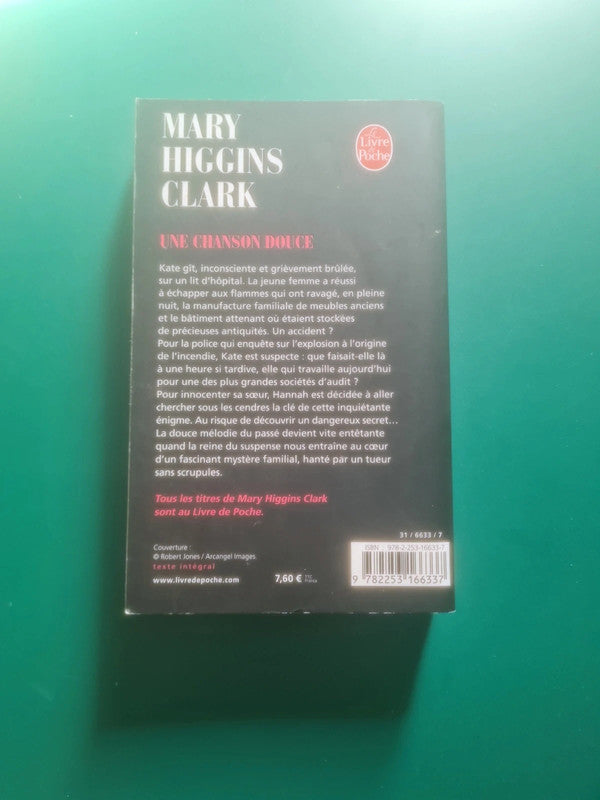 MARY
HIGGINS
CLARK
Le
Livre
de
Poche
UNE CHANSON DOUCE
Kate gît, inconsciente et grièvement brûlée,
sur un lit d'hôpital. La jeune femme a réussi
à échapper aux flammes qui ont ravagé, en pleine
nuit, la manufacture familiale de meubles anciens
et le bâtiment attenant où étaient stockées
de précieuses antiquités. Un accident ?
Pour la police qui enquête sur l'explosion à l'origine
de l'incendie, Kate est suspecte : que faisait-elle là
à une heure si tardive, elle qui travaille aujourd'hui
pour une des plus grandes sociétés d'audit ?
Pour innocenter sa sœur, Hannah est décidée à aller
chercher sous les cendres la clé de cette inquiétante
énigme. Au risque de découvrir un dangereux secret...
La douce mélodie du passé devient vite entêtante
quand la reine du suspense nous entraîne au cœur
d'un fascinant mystère familial, hanté par un tueur
sans scrupules.
Tous les titres de Mary Higgins Clark
sont au Livre de Poche.
31 / 6633 / 7
Couverture :
© Robert Jones / Arcangel Images.
texte intégral
www.livredepoche.com
7,60 €
ISBN : 978-2-253-16633-7
9 782253 166337